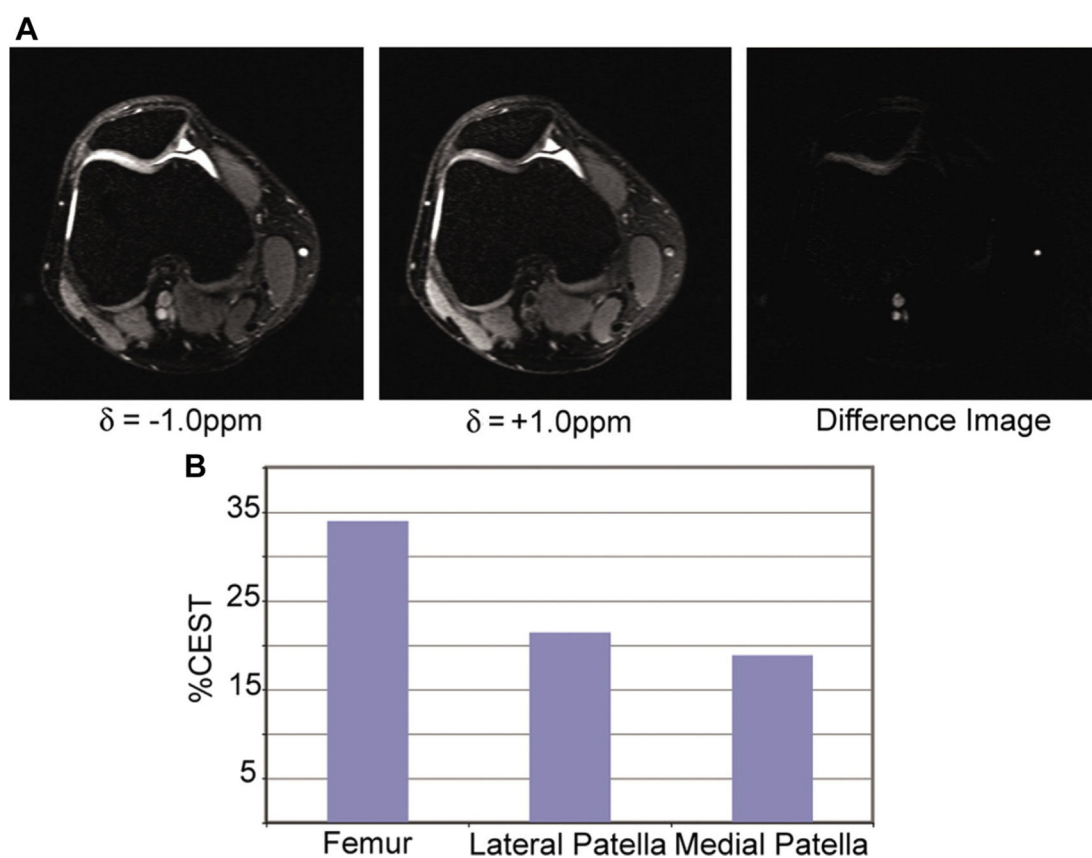 A
δ = -1.0ppm
δ = +1.0ppm
Difference Image
B
%CEST
35
25
15
5
Femur
Lateral Patella
Medial Patella